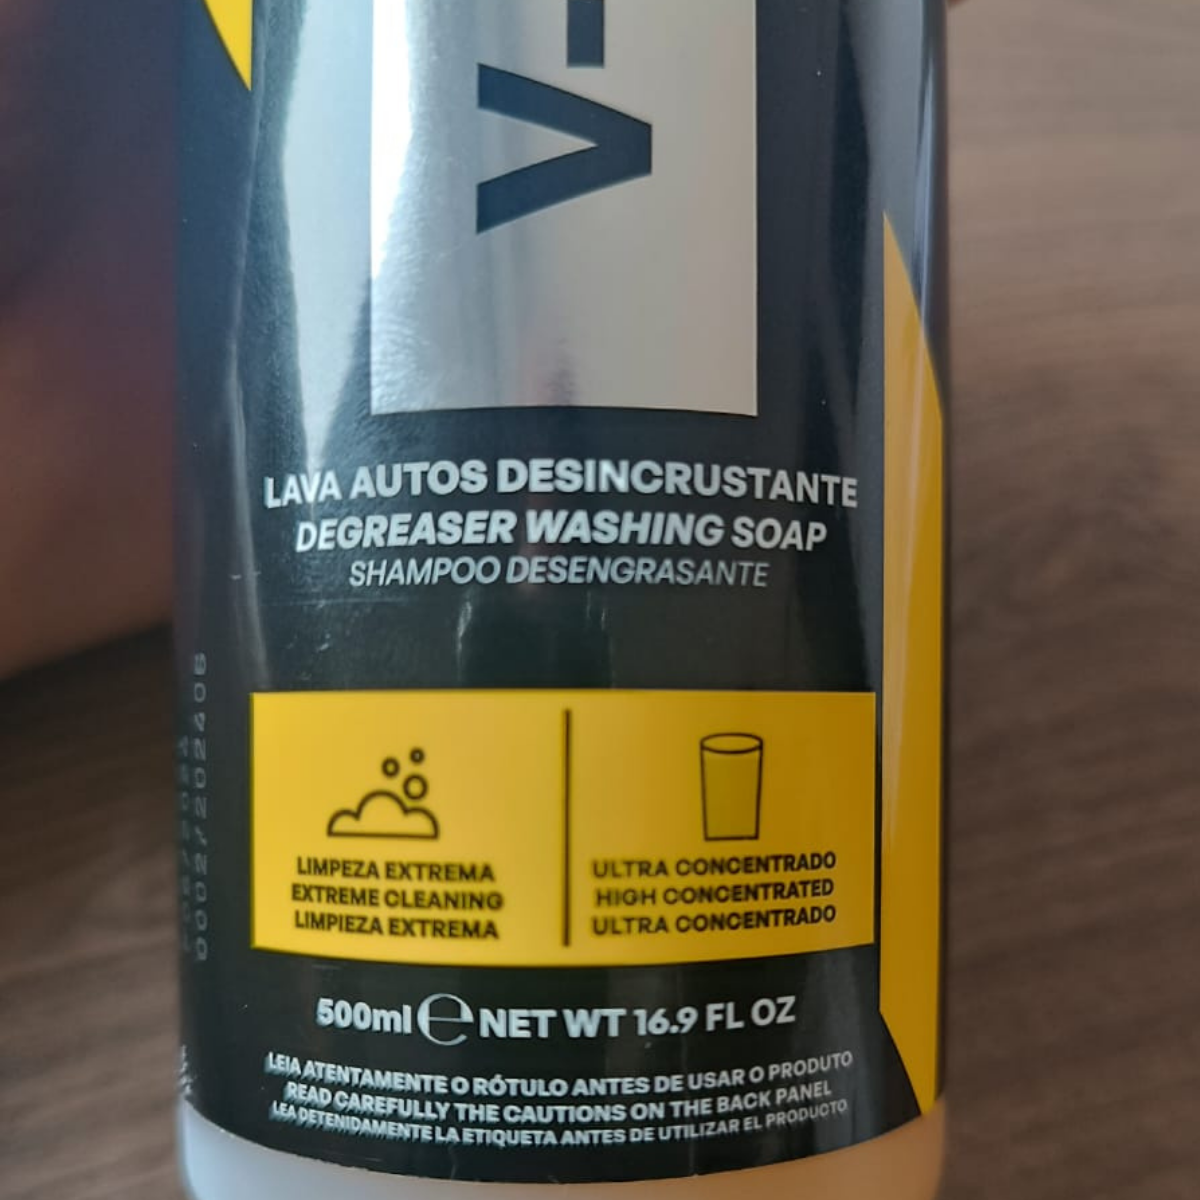 V-
LAVA AUTOS DESINCRUSTANTE
DEGREASER WASHING SOAP
SHAMPOO DESENGRASANTE
LIMPEZA EXTREMA
EXTREME CLEANING
LIMPIEZA EXTREMA
ULTRA CONCENTRADO
HIGH CONCENTRATED
ULTRA CONCENTRADO
500ml ℮ NET WT 16.9 FL OZ
LEIA ATENTAMENTE O RÓTULO ANTES DE USAR O PRODUTO
READ CAREFULLY THE CAUTIONS ON THE BACK PANEL
LEA DETENIDAMENTE LA ETIQUETA ANTES DE UTILIZAR EL PRODUCTO